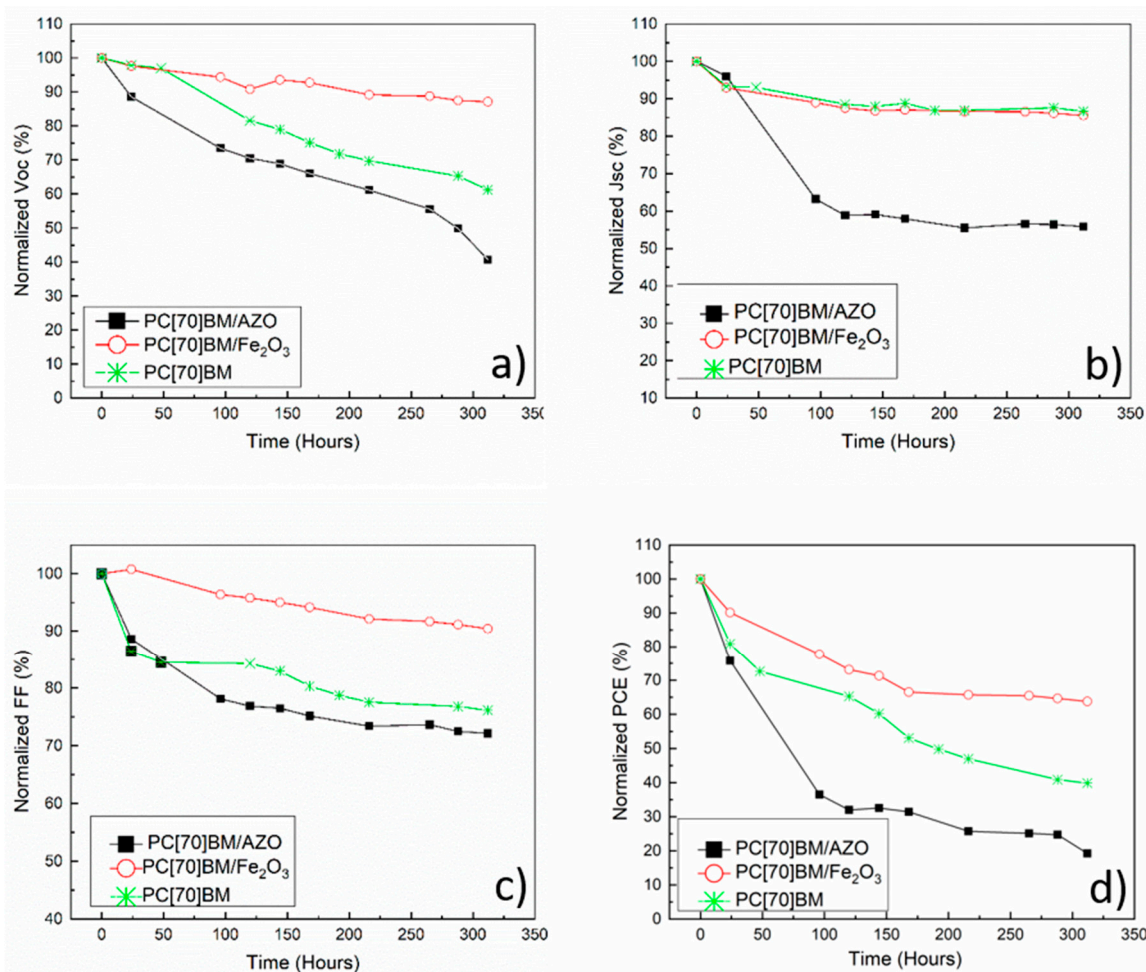 110
100
90
80
70
60
50
40
30
20
10
0
Normalized Voc (%)
PC[70]BM/AZO
PC[70]BM/Fe₂O₃
PC[70]BM
a)
0 50 100 150 200 250 300 350
Time (Hours)
110
100
90
80
70
60
50
40
30
20
10
Normalized Jsc (%)
PC[70]BM/AZO
PC[70]BM/Fe₂O₃
PC[70]BM
b)
0 50 100 150 200 250 300 350
Time (Hours)
100
90
80
70
60
50
40
Normalized FF (%)
PC[70]BM/AZO
PC[70]BM/Fe₂O₃
PC[70]BM
c)
0 50 100 150 200 250 300 350
Time (Hours)
110
100
90
80
70
60
50
40
30
20
10
0
Normalized PCE (%)
PC[70]BM/AZO
PC[70]BM/Fe₂O₃
PC[70]BM
d)
0 50 100 150 200 250 300 350
Time (Hours)